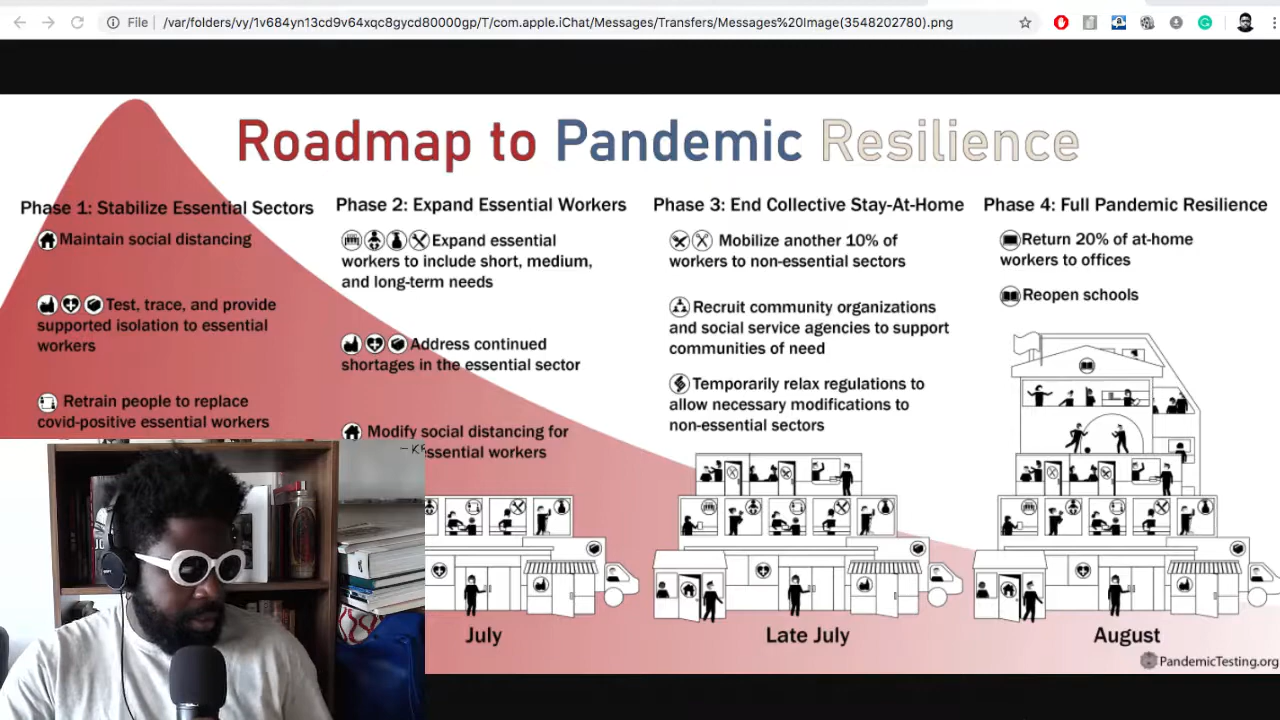 File
/var/folders/vy/1v684yn13cd9v64xqc8gycd80000gp/T/com.apple.iChat/Messages/Transfers/Messages%20Image(3548202780).png
Roadmap to Pandemic Resilience
Phase 1: Stabilize Essential Sectors
Maintain social distancing
Test, trace, and provide
supported isolation to essential
workers
Retrain people to replace
covid-positive essential workers
Phase 2: Expand Essential Workers
Expand essential
workers to include short, medium,
and long-term needs
Address continued
shortages in the essential sector
Modify social distancing for
essential workers
July
Phase 3: End Collective Stay-At-Home
Mobilize another 10% of
workers to non-essential sectors
Recruit community organizations
and social service agencies to support
communities of need
Temporarily relax regulations to
allow necessary modifications to
non-essential sectors
Late July
Phase 4: Full Pandemic Resilience
Return 20% of at-home
workers to offices
Reopen schools
August
PandemicTesting.org